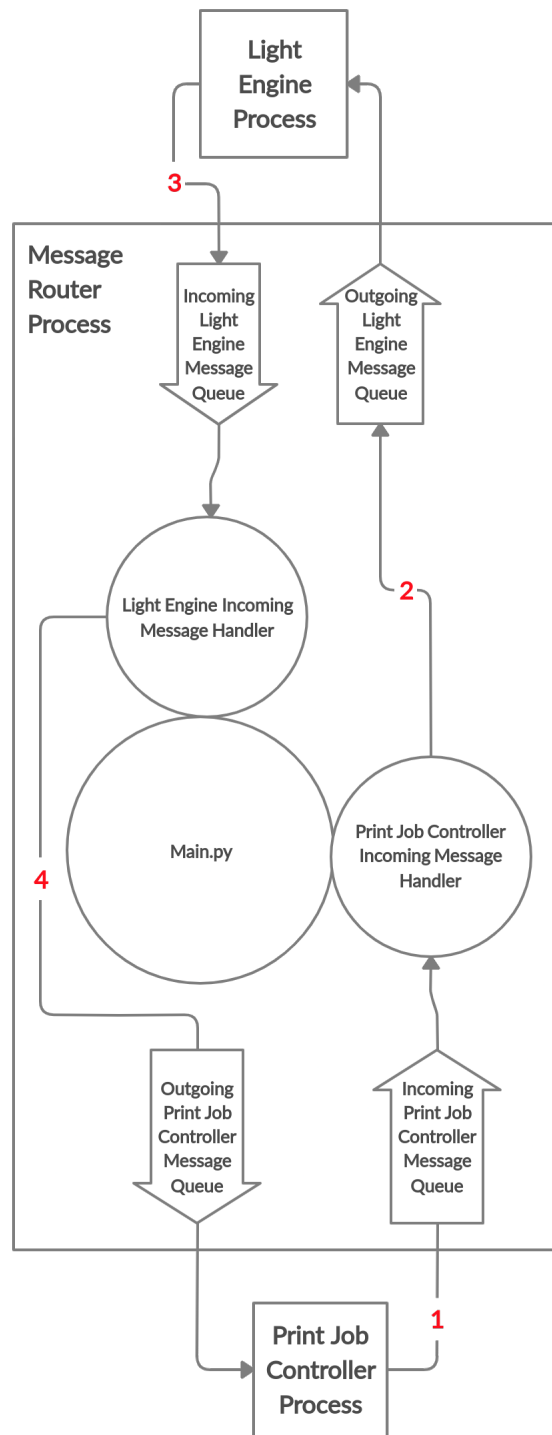 Light
Engine
Process
3
Message
Router
Process
Incoming
Light
Engine
Message
Queue
Outgoing
Light
Engine
Message
Queue
2
Light Engine Incoming
Message Handler
Print Job Controller
Incoming Message
Handler
Main.py
4
Outgoing
Print Job
Controller
Message
Queue
Incoming
Print Job
Controller
Message
Queue
1
Print Job
Controller
Process